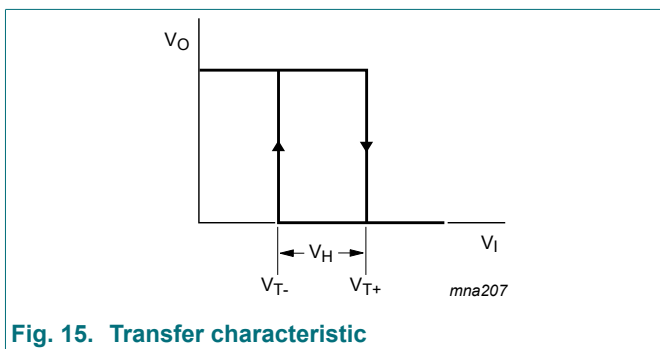 VO
VI
VH
VT-
VT+
mna207
Fig. 15. Transfer characteristic